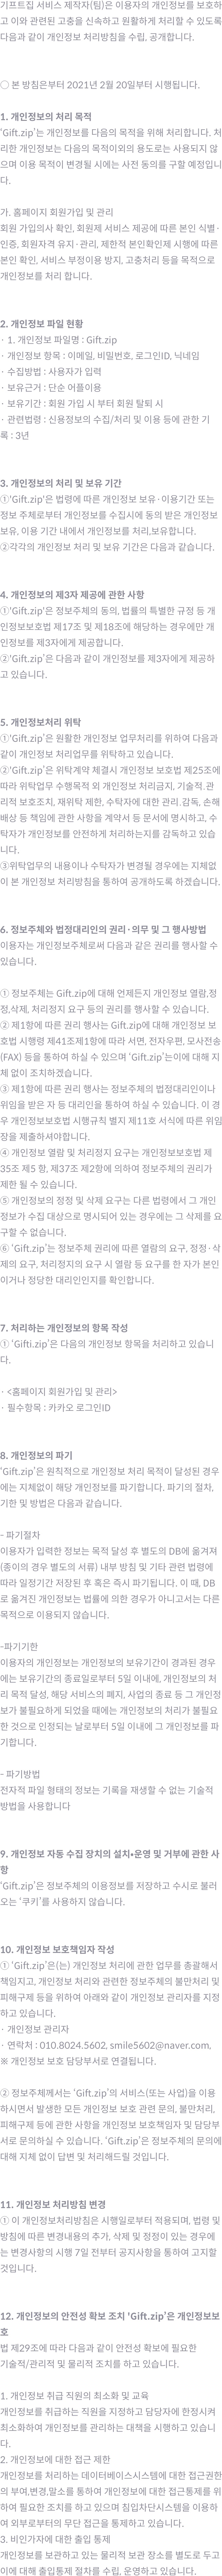 기프트집 서비스 제작자(팀)은 이용자의 개인정보를 보호하
고 이와 관련된 고충을 신속하고 원활하게 처리할 수 있도록
다음과 같이 개인정보 처리방침을 수립, 공개합니다.
○ 본 방침은부터 2021년 2월 20일부터 시행됩니다.
1. 개인정보의 처리 목적
'Gift.zip'는 개인정보를 다음의 목적을 위해 처리합니다. 처
리한 개인정보는 다음의 목적이외의 용도로는 사용되지 않
으며 이용 목적이 변경될 시에는 사전 동의를 구할 예정입니
다.
가. 홈페이지 회원가입 및 관리
회원 가입의사 확인, 회원제 서비스 제공에 따른 본인 식별·
인증, 회원자격 유지·관리, 제한적 본인확인제 시행에 따른
본인 확인, 서비스 부정이용 방지, 고충처리 등을 목적으로
개인정보를 처리 합니다.
2. 개인정보 파일 현황
· 1. 개인정보 파일명 : Gift.zip
· 개인정보 항목 : 이메일, 비밀번호, 로그인ID, 닉네임
· 수집방법 : 사용자가 입력
· 보유근거 : 단순 어플이용
· 보유기간 : 회원 가입 시 부터 회원 탈퇴 시
· 관련법령 : 신용정보의 수집/처리 및 이용 등에 관한 기
록 : 3년
3. 개인정보의 처리 및 보유 기간
①'Gift.zip'은 법령에 따른 개인정보 보유·이용기간 또는
정보 주체로부터 개인정보를 수집시에 동의 받은 개인정보
보유, 이용 기간 내에서 개인정보를 처리,보유합니다.
②각각의 개인정보 처리 및 보유 기간은 다음과 같습니다.
4. 개인정보의 제3자 제공에 관한 사항
①'Gift.zip'은 정보주체의 동의, 법률의 특별한 규정 등 개
인정보보호법 제17조 및 제18조에 해당하는 경우에만 개
인정보를 제3자에게 제공합니다.
②'Gift.zip'은 다음과 같이 개인정보를 제3자에게 제공하
고 있습니다.
5. 개인정보처리 위탁
①'Gift.zip'은 원활한 개인정보 업무처리를 위하여 다음과
같이 개인정보 처리업무를 위탁하고 있습니다.
②'Gift.zip'은 위탁계약 체결시 개인정보 보호법 제25조에
따라 위탁업무 수행목적 외 개인정보 처리금지, 기술적.관
리적 보호조치, 재위탁 제한, 수탁자에 대한 관리.감독, 손해
배상 등 책임에 관한 사항을 계약서 등 문서에 명시하고, 수
탁자가 개인정보를 안전하게 처리하는지를 감독하고 있습
니다.
③위탁업무의 내용이나 수탁자가 변경될 경우에는 지체없
이 본 개인정보 처리방침을 통하여 공개하도록 하겠습니다.
6. 정보주체와 법정대리인의 권리·의무 및 그 행사방법
이용자는 개인정보주체로써 다음과 같은 권리를 행사할 수
있습니다.
① 정보주체는 Gift.zip에 대해 언제든지 개인정보 열람,정
정,삭제, 처리정지 요구 등의 권리를 행사할 수 있습니다.
② 제1항에 따른 권리 행사는 Gift.zip에 대해 개인정보 보
호법 시행령 제41조제1항에 따라 서면, 전자우편, 모사전송
(FAX) 등을 통하여 하실 수 있으며 'Gift.zip'는이에 대해 지
체 없이 조치하겠습니다.
③ 제1항에 따른 권리 행사는 정보주체의 법정대리인이나
위임을 받은 자 등 대리인을 통하여 하실 수 있습니다. 이 경
우 개인정보보호법 시행규칙 별지 제11호 서식에 따른 위임
장을 제출하셔야합니다.
④ 개인정보 열람 및 처리정지 요구는 개인정보보호법 제
35조 제5 항, 제37조 제2항에 의하여 정보주체의 권리가
제한 될 수 있습니다.
⑤ 개인정보의 정정 및 삭제 요구는 다른 법령에서 그 개인
정보가 수집 대상으로 명시되어 있는 경우에는 그 삭제를 요
구할 수 없습니다.
⑥ 'Gift.zip'는 정보주체 권리에 따른 열람의 요구, 정정·삭
제의 요구, 처리정지의 요구 시 열람 등 요구를 한 자가 본인
이거나 정당한 대리인인지를 확인합니다.
7. 처리하는 개인정보의 항목 작성
① 'Gifti.zip'은 다음의 개인정보 항목을 처리하고 있습니
다.
· <홈페이지 회원가입 및 관리>
· 필수항목 : 카카오 로그인ID
8. 개인정보의 파기
'Gift.zip'은 원칙적으로 개인정보 처리 목적이 달성된 경우
에는 지체없이 해당 개인정보를 파기합니다. 파기의 절차,
기한 및 방법은 다음과 같습니다.
- 파기절차
이용자가 입력한 정보는 목적 달성 후 별도의 DB에 옮겨져
(종이의 경우 별도의 서류) 내부 방침 및 기타 관련 법령에
따라 일정기간 저장된 후 혹은 즉시 파기됩니다. 이 때, DB
로 옮겨진 개인정보는 법률에 의한 경우가 아니고서는 다른
목적으로 이용되지 않습니다.
-파기기한
이용자의 개인정보는 개인정보의 보유기간이 경과된 경우
에는 보유기간의 종료일로부터 5일 이내에, 개인정보의 처
리 목적 달성, 해당 서비스의 폐지, 사업의 종료 등 그 개인정
보가 불필요하게 되었을 때에는 개인정보의 처리가 불필요
한 것으로 인정되는 날로부터 5일 이내에 그 개인정보를 파
기합니다.
- 파기방법
전자적 파일 형태의 정보는 기록을 재생할 수 없는 기술적
방법을 사용합니다
9. 개인정보 자동 수집 장치의 설치•운영 및 거부에 관한 사
항
'Gift.zip'은 정보주체의 이용정보를 저장하고 수시로 불러
오는 '쿠키'를 사용하지 않습니다.
10. 개인정보 보호책임자 작성
① 'Gift.zip'은(는) 개인정보 처리에 관한 업무를 총괄해서
책임지고, 개인정보 처리와 관련한 정보주체의 불만처리 및
피해구제 등을 위하여 아래와 같이 개인정보 관리자를 지정
하고 있습니다.
· 개인정보 관리자
· 연락처 : 010.8024.5602, smile5602@naver.com,
※ 개인정보 보호 담당부서로 연결됩니다.
② 정보주체께서는 'Gift.zip'의 서비스(또는 사업)을 이용
하시면서 발생한 모든 개인정보 보호 관련 문의, 불만처리,
피해구제 등에 관한 사항을 개인정보 보호책임자 및 담당부
서로 문의하실 수 있습니다. 'Gift.zip'은 정보주체의 문의에
대해 지체 없이 답변 및 처리해드릴 것입니다.
11. 개인정보 처리방침 변경
① 이 개인정보처리방침은 시행일로부터 적용되며, 법령 및
방침에 따른 변경내용의 추가, 삭제 및 정정이 있는 경우에
는 변경사항의 시행 7일 전부터 공지사항을 통하여 고지할
것입니다.
12. 개인정보의 안전성 확보 조치 'Gift.zip'은 개인정보보
호
법 제29조에 따라 다음과 같이 안전성 확보에 필요한
기술적/관리적 및 물리적 조치를 하고 있습니다.
1. 개인정보 취급 직원의 최소화 및 교육
개인정보를 취급하는 직원을 지정하고 담당자에 한정시켜
최소화하여 개인정보를 관리하는 대책을 시행하고 있습니
다.
2. 개인정보에 대한 접근 제한
개인정보를 처리하는 데이터베이스시스템에 대한 접근권한
의 부여,변경,말소를 통하여 개인정보에 대한 접근통제를 위
하여 필요한 조치를 하고 있으며 침입차단시스템을 이용하
여 외부로부터의 무단 접근을 통제하고 있습니다.
3. 비인가자에 대한 출입 통제
개인정보를 보관하고 있는 물리적 보관 장소를 별도로 두고
이에 대해 출입통제 절차를 수립, 운영하고 있습니다.